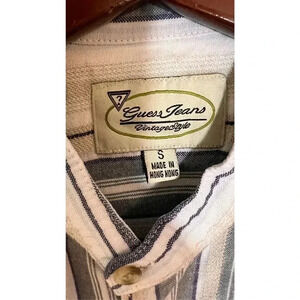 ?
Guess Jeans
Vintage Style
S
MADE IN
HONG KONG